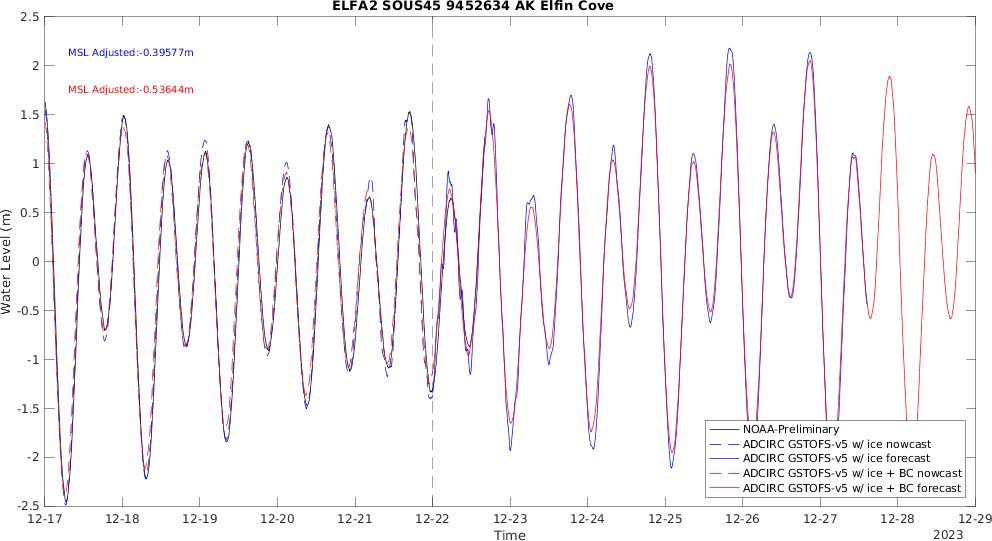 ELFA2 SOUS45 9452634 AK Elfin Cove
2.5
2
1.5
1
0.5
0
-0.5
-1
-1.5
-2
-2.5
Water Level (m)
MSL Adjusted:-0.39577m
MSL Adjusted:-0.53644m
NOAA-Preliminary
ADCIRC GSTOFS-v5 w/ ice nowcast
ADCIRC GSTOFS-v5 w/ ice forecast
ADCIRC GSTOFS-v5 w/ ice + BC nowcast
ADCIRC GSTOFS-v5 w/ ice + BC forecast
12-17 12-18 12-19 12-20 12-21 12-22 12-23 12-24 12-25 12-26 12-27 12-28 12-29
Time
2023